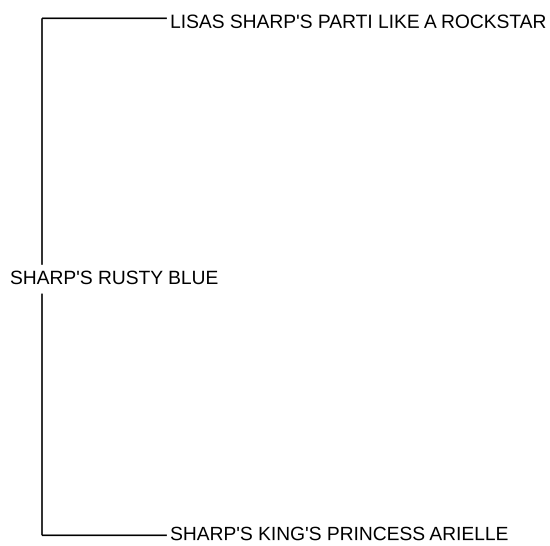 LISAS SHARP'S PARTI LIKE A ROCKSTAR
SHARP'S RUSTY BLUE
SHARP'S KING'S PRINCESS ARIELLE